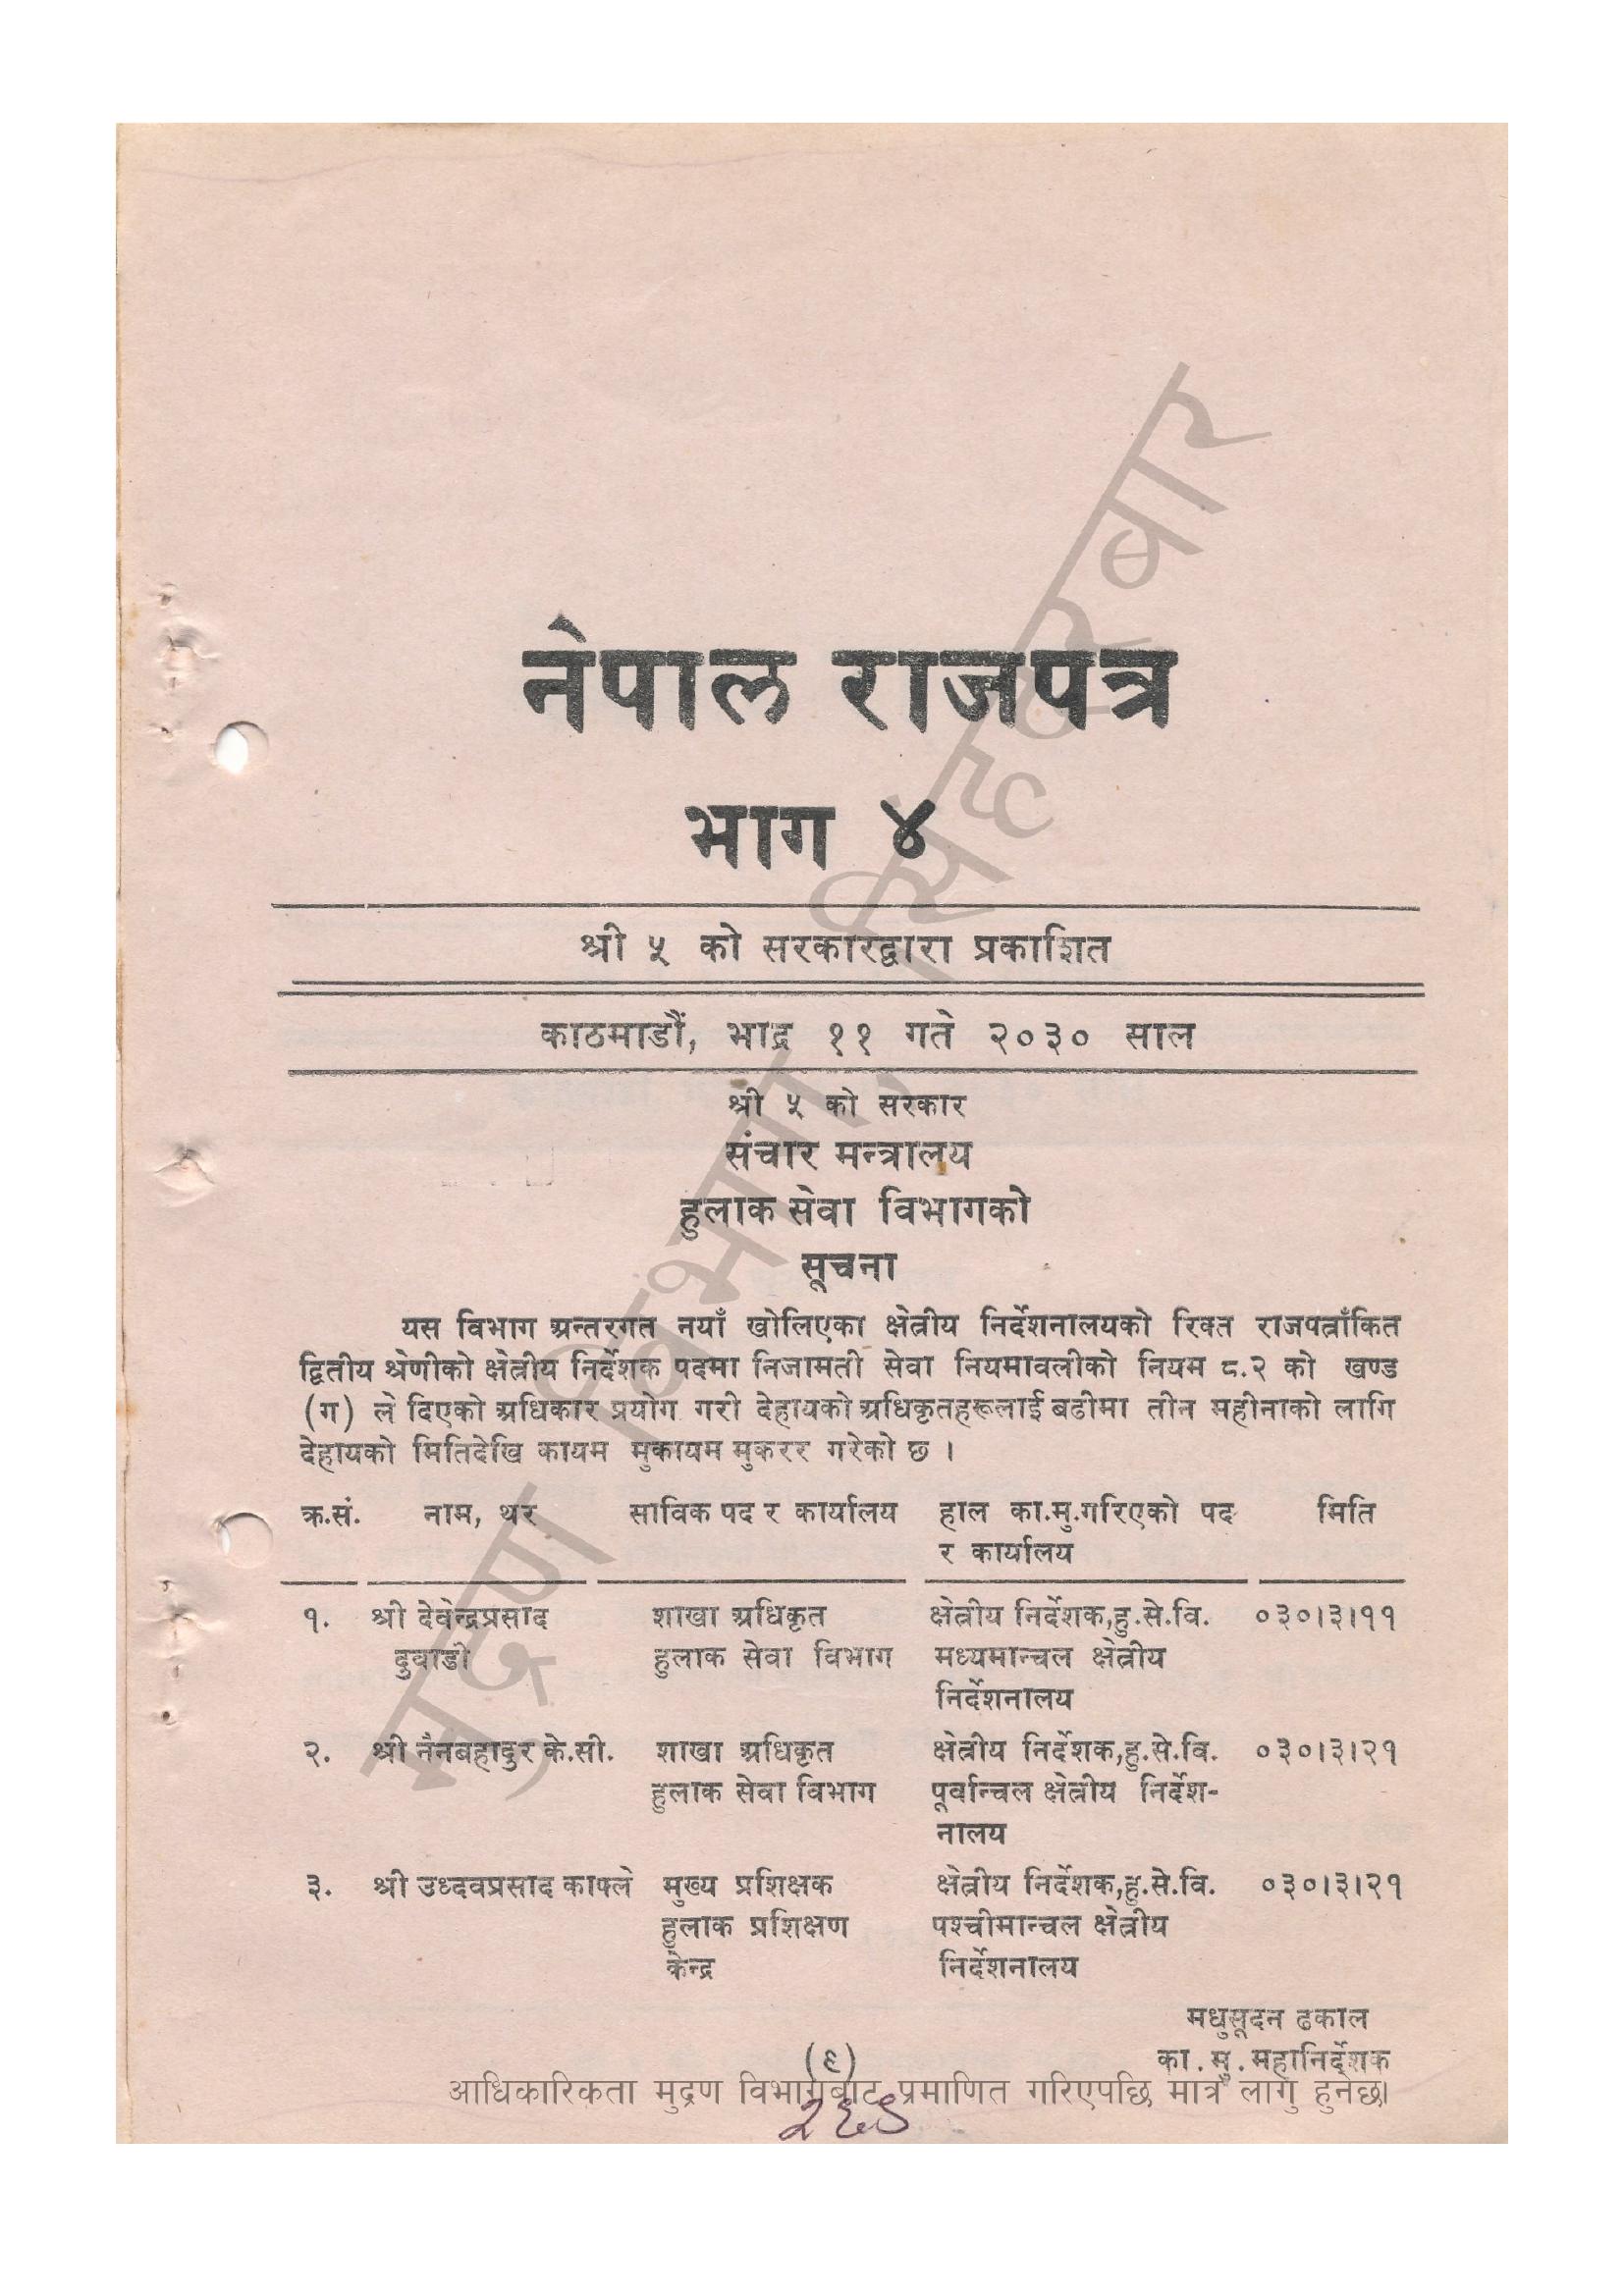 नेपाल राजपत्र
भाग ४
श्री ५ को सरकारद्वारा प्रकाशित
काठमाडौं, भाद्र ११ गते २०३० साल
श्री ५ को सरकार
संचार मन्त्रालय
हुलाक सेवा विभागको
सूचना
यस विभाग अन्तरगत नयाँ खोलिएका क्षेत्रीय निर्देशनालयको रिक्त राजपत्राँकित
द्वितीय श्रेणीको क्षेत्रीय निर्देशक पदमा निजामती सेवा नियमावलीको नियम ८.२ को खण्ड
(ग) ले दिएको अधिकार प्रयोग गरी देहायको अधिकृतहरूलाई बढीमा तीन महीनाको लागि
देहायको मितिदेखि कायम मुकायम मुकरर गरेको छ ।
क्र.सं. नाम, थर साविक पद र कार्यालय हाल का.मु.गरिएको पद मिति
र कार्यालय
१. श्री देवेन्द्रप्रसाद शाखा अधिकृत क्षेत्रीय निर्देशक,हु.से.वि. ०३०।३।११
दुवाडी हुलाक सेवा विभाग मध्यमान्चल क्षेत्रीय
निर्देशनालय
२. श्री नैनबहादुर के.सी. शाखा अधिकृत क्षेत्रीय निर्देशक,हु.से.वि. ०३०।३।२१
हुलाक सेवा विभाग पूर्वान्चल क्षेत्रीय निर्देश-
नालय
३. श्री उध्दवप्रसाद काफ्ले मुख्य प्रशिक्षक क्षेत्रीय निर्देशक,हु.से.वि. ०३०।३।२१
हुलाक प्रशिक्षण पश्चीमान्चल क्षेत्रीय
केन्द्र निर्देशनालय
मधुसूदन ढकाल
का.मु.महानिर्देशक
(९)
आधिकारिकता मुद्रण विभागबाट प्रमाणित गरिएपछि मात्र लागु हुनेछ।
मुद्रण विभाग, सिंहदरबार